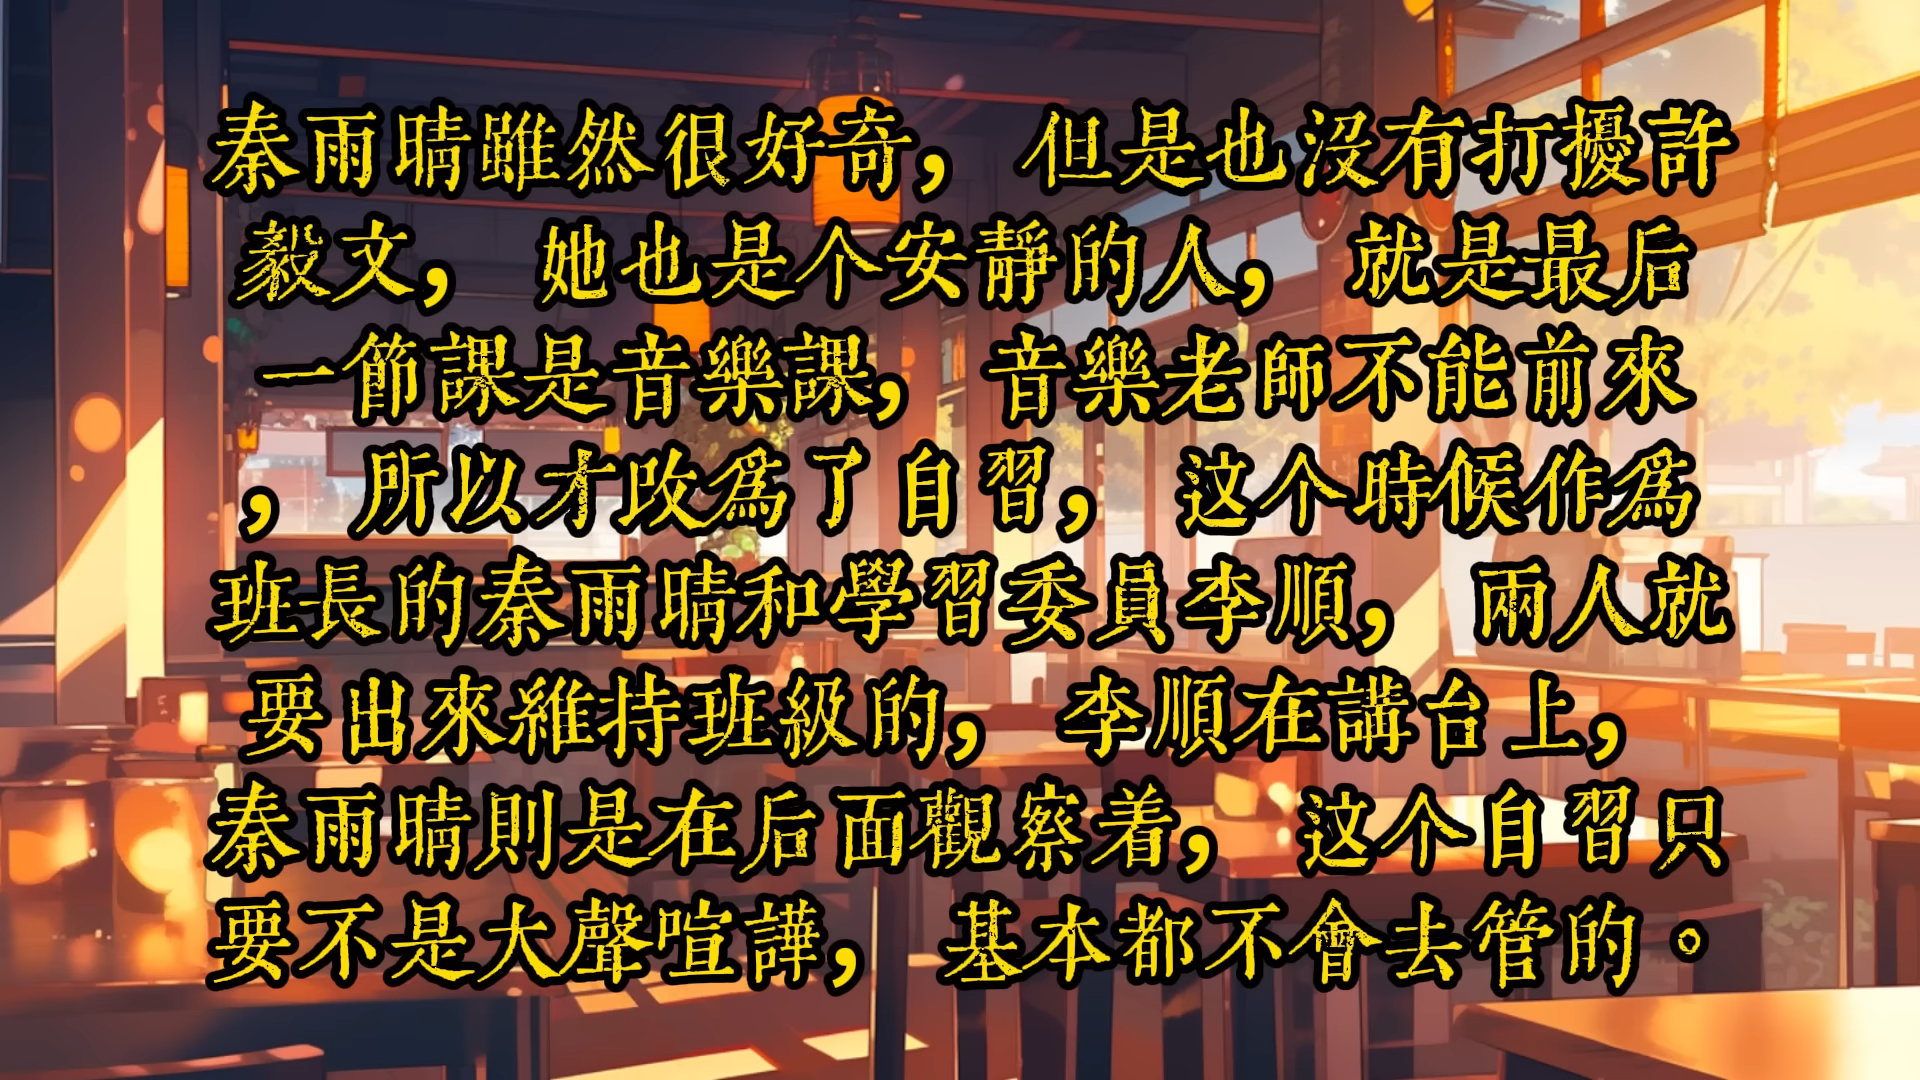 秦雨晴雖然很好奇，但是也沒有打擾許
毅文，她也是个安靜的人，就是最后
一節課是音樂課，音樂老師不能前來
，所以才改爲了自習，这个時候作爲
班長的秦雨晴和學習委員李順，兩人就
要出來維持班級的，李順在講台上，
秦雨晴則是在后面觀察着，这个自習只
要不是大聲喧譁，基本都不會去管的。